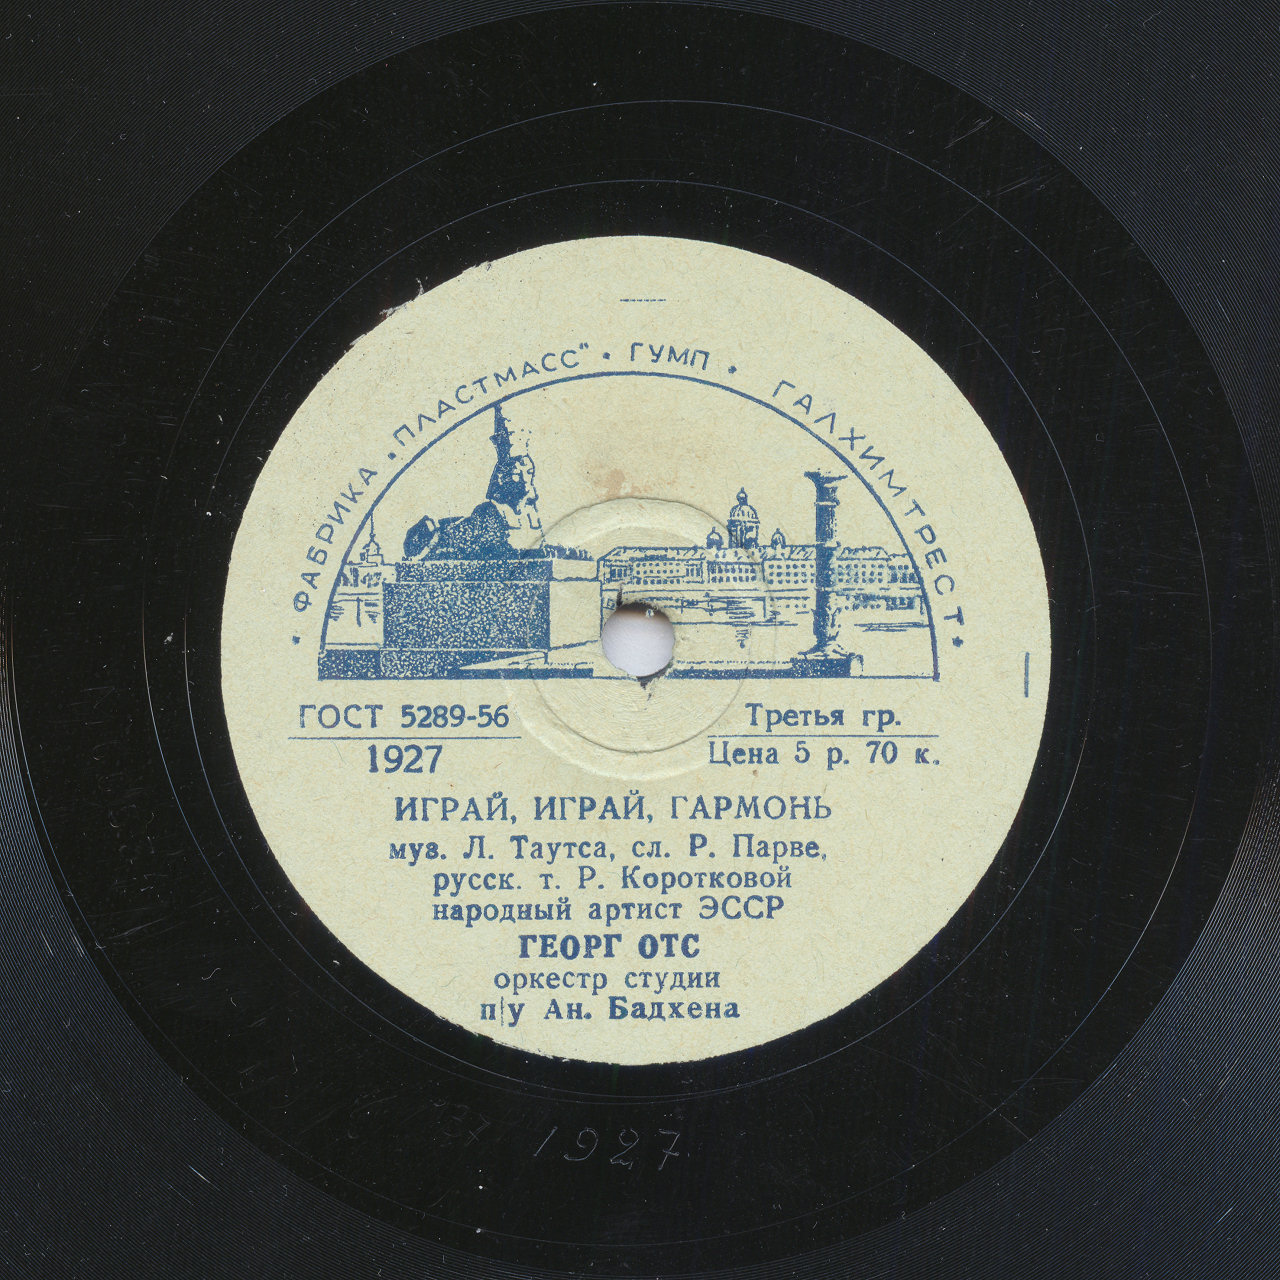 • ФАБРИКА • ПЛАСТМАСС" • ГУМП • ГАЛХИМТРЕСТ •
ГОСТ 5289-56
1927
Третья гр.
Цена 5 р. 70 к.
ИГРАЙ, ИГРАЙ, ГАРМОНЬ
муз. Л. Таутса, сл. Р. Парве,
русск. т. Р. Коротковой
народный артист ЭССР
ГЕОРГ ОТС
оркестр студии
п/у Ан. Бадхена
1927